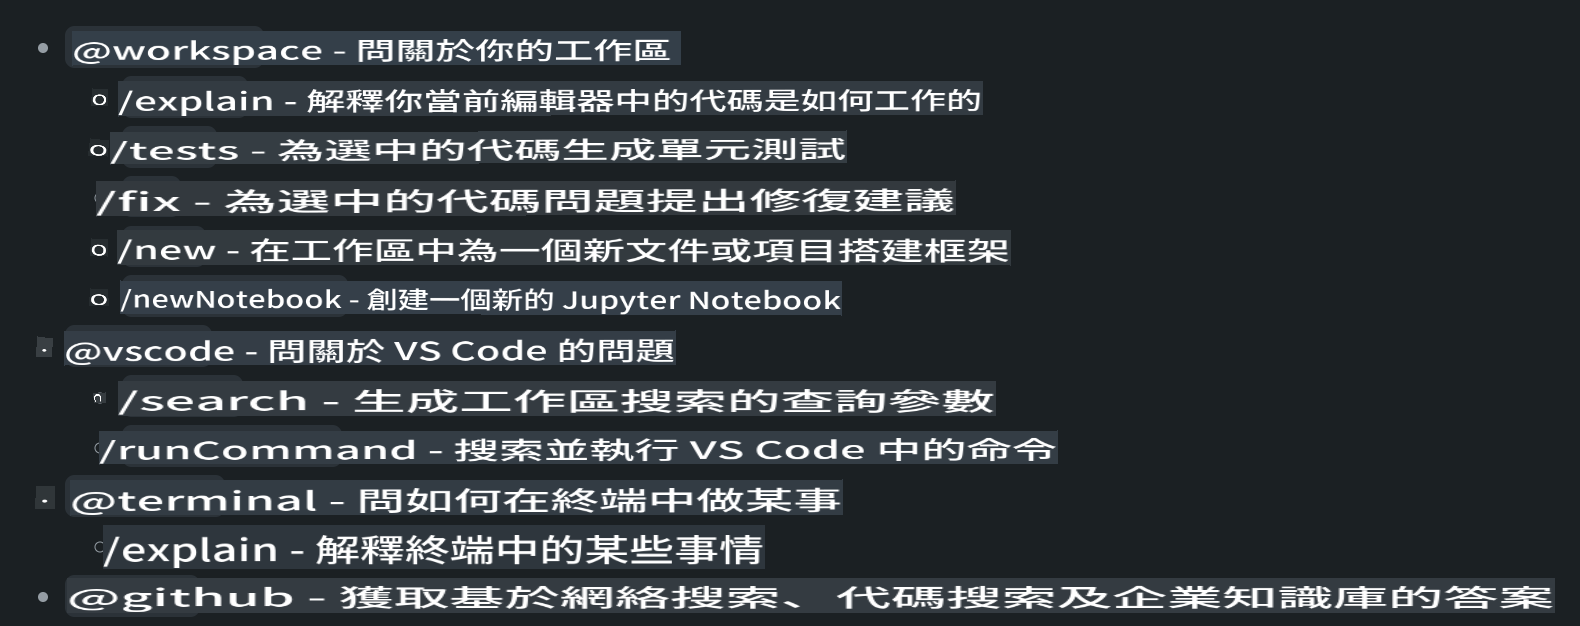 @workspace - 問關於你的工作區
/explain - 解釋你當前編輯器中的代碼是如何工作的
/tests - 為選中的代碼生成單元測試
/fix - 為選中的代碼問題提出修復建議
/new - 在工作區中為一個新文件或項目搭建框架
/newNotebook - 創建一個新的 Jupyter Notebook
@vscode - 問關於 VS Code 的問題
/search - 生成工作區搜索的查詢參數
/runCommand - 搜索並執行 VS Code 中的命令
@terminal - 問如何在終端中做某事
/explain - 解釋終端中的某些事情
@github - 獲取基於網絡搜索、代碼搜索及企業知識庫的答案